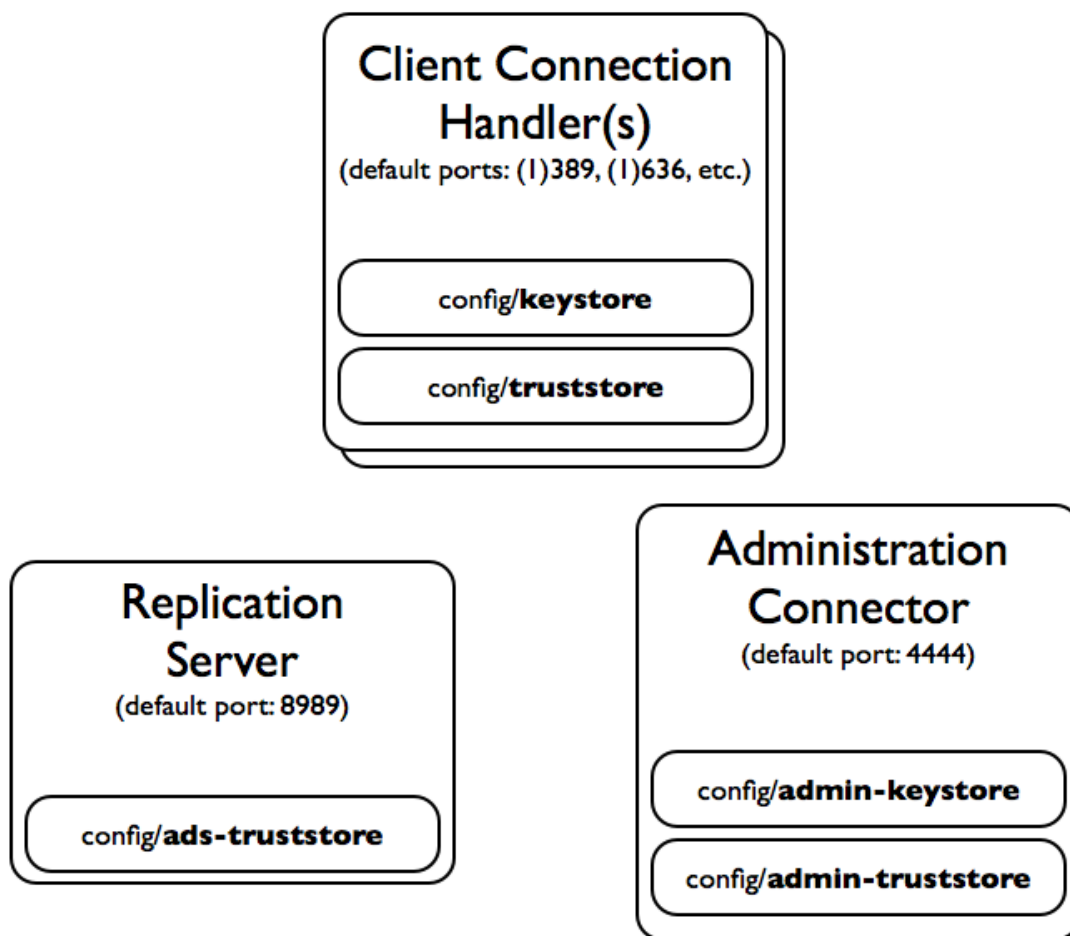 Client Connection
Handler(s)
(default ports: (1)389, (1)636, etc.)
config/keystore
config/truststore
Replication
Server
(default port: 8989)
config/ads-truststore
Administration
Connector
(default port: 4444)
config/admin-keystore
config/admin-truststore